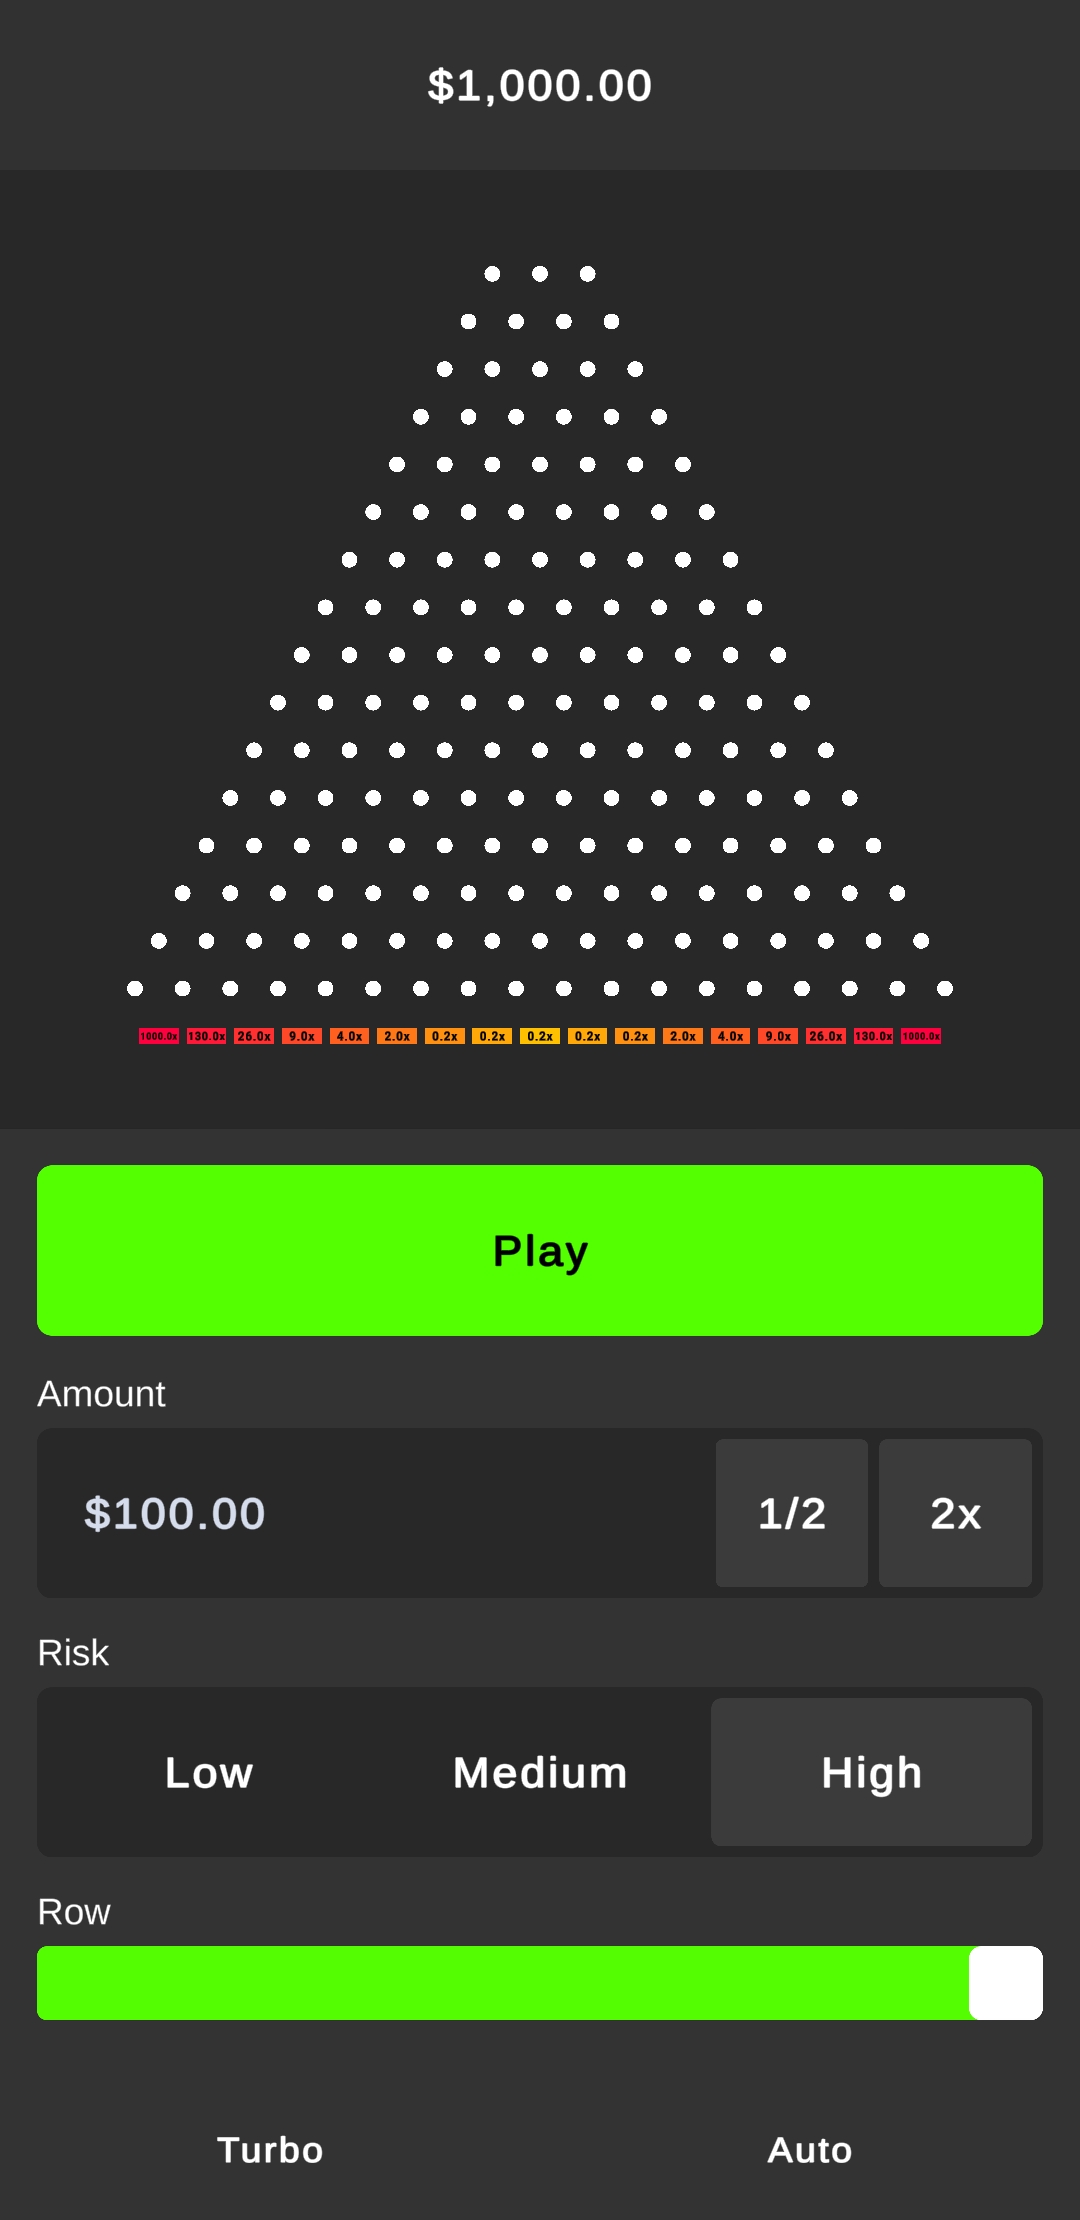 $1,000.00
1000.0x 130.0x 26.0x 9.0x 4.0x 2.0x 0.2x 0.2x 0.2x 0.2x 0.2x 2.0x 4.0x 9.0x 26.0x 130.0x 1000.0x
Play
Amount
$100.00 1/2 2x
Risk
Low Medium High
Row
Turbo Auto